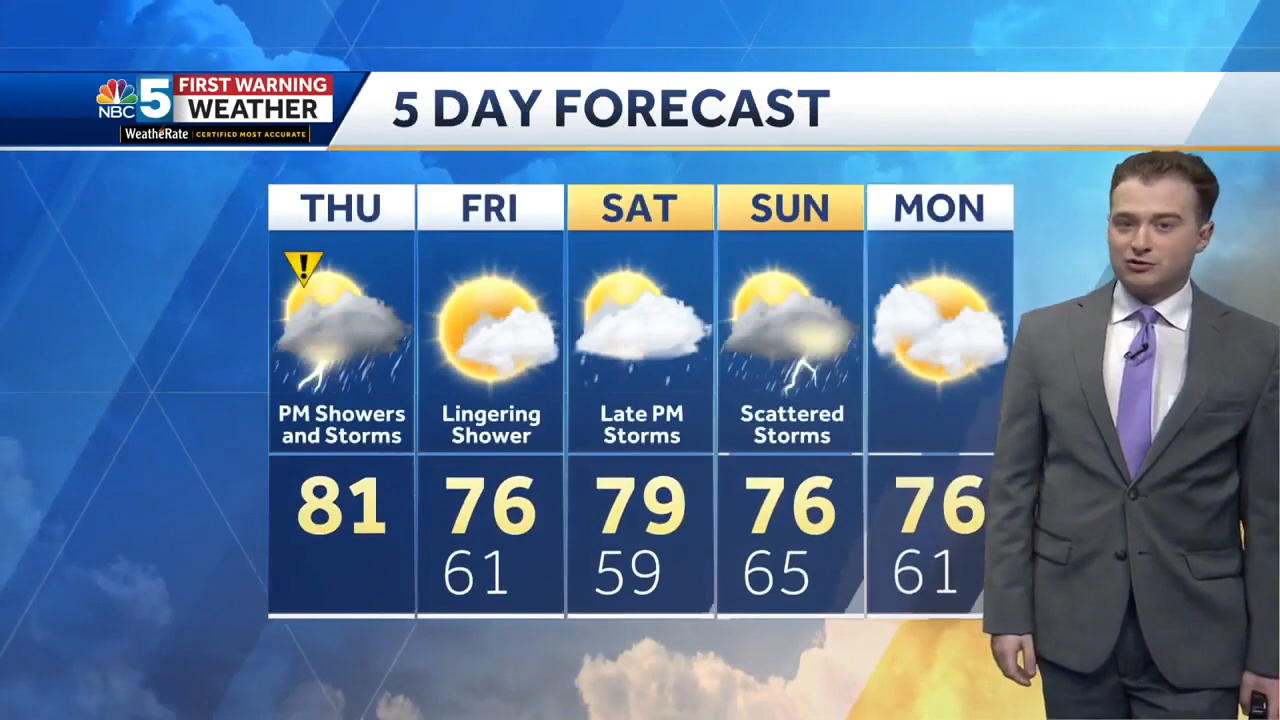 FIRST WARNING
NBC 5 WEATHER
WeatheRate CERTIFIED MOST ACCURATE
5 DAY FORECAST
THU FRI SAT SUN MON
!
PM Showers and Storms
Lingering Shower
Late PM Storms
Scattered Storms
81 76 79 76 76
61 59 65 61